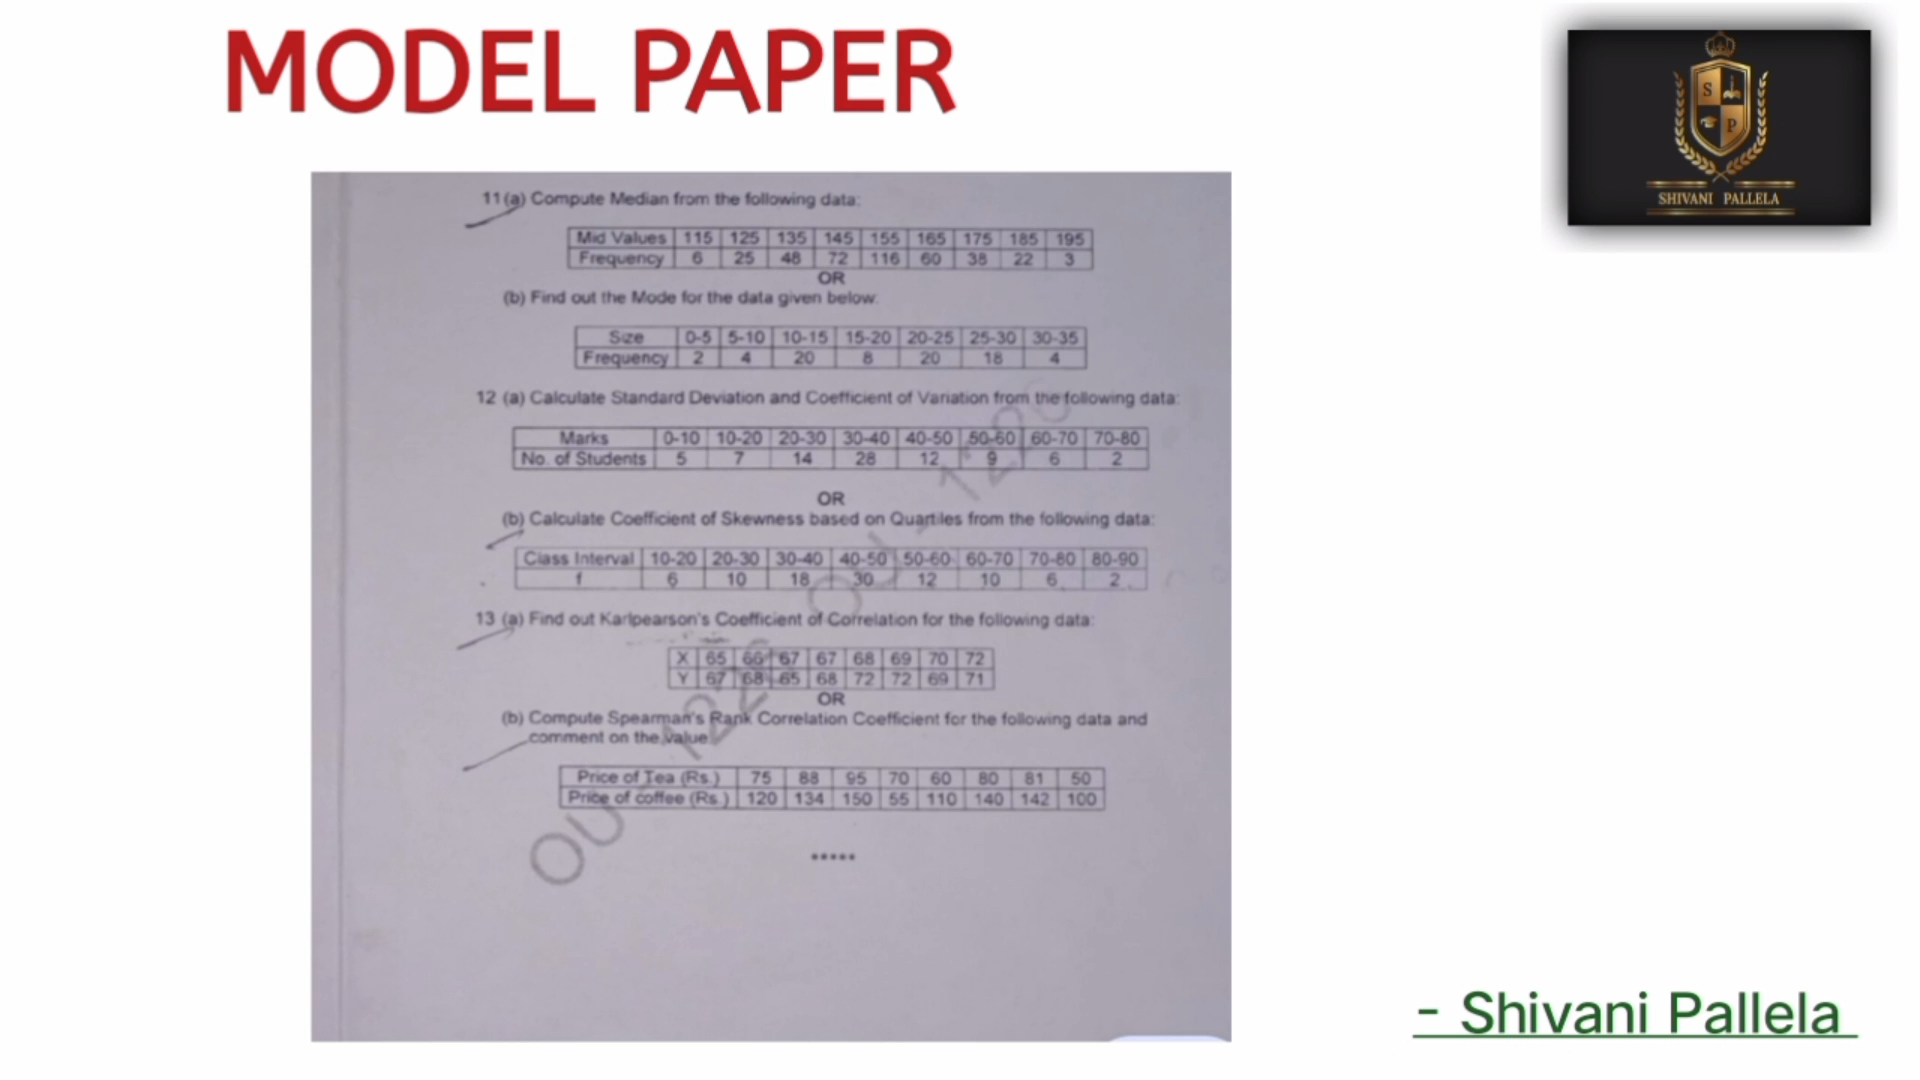 MODEL PAPER
S
P
SHIVANI PALLELA
11(a) Compute Median from the following data:
Mid Values 115 125 135 145 155 165 175 185 195
Frequency 6 25 48 72 116 60 38 22 3
OR
(b) Find out the Mode for the data given below:
Size 0-5 5-10 10-15 15-20 20-25 25-30 30-35
Frequency 2 4 20 8 20 18 4
12 (a) Calculate Standard Deviation and Coefficient of Variation from the following data:
Marks 0-10 10-20 20-30 30-40 40-50 50-60 60-70 70-80
No. of Students 5 7 14 28 12 9 6 2
OR
(b) Calculate Coefficient of Skewness based on Quartiles from the following data:
Class Interval 10-20 20-30 30-40 40-50 50-60 60-70 70-80 80-90
f 6 10 18 30 12 10 6 2
13 (a) Find out Karlpearson's Coefficient of Correlation for the following data:
X 65 66 67 67 68 69 70 72
Y 67 68 65 68 72 72 69 71
OR
(b) Compute Spearman's Rank Correlation Coefficient for the following data and
comment on the value.
Price of Tea (Rs.) 75 88 95 70 60 80 81 50
Price of coffee (Rs.) 120 134 150 55 110 140 142 100
*****
OU - 1226 OU - 1226
- Shivani Pallela